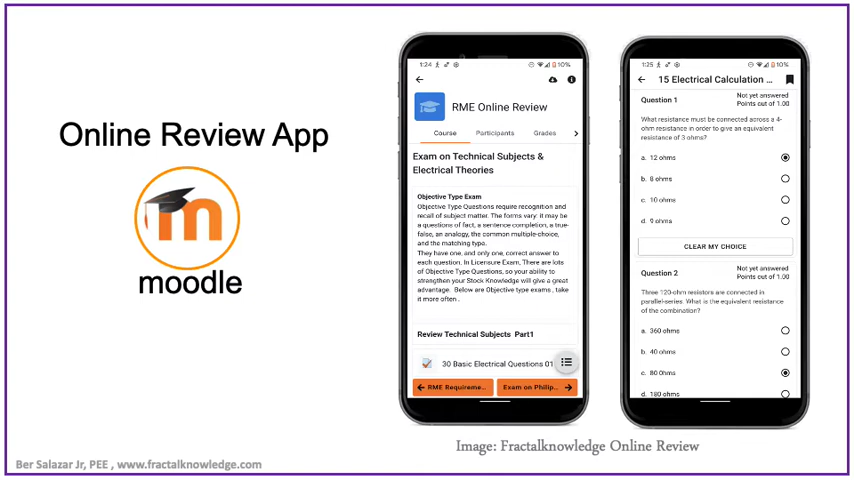 Online Review App
m
moodle
1:24
10%
RME Online Review
Course Participants Grades
Exam on Technical Subjects &
Electrical Theories
Objective Type Exam
Objective Type Questions require recognition and
recall of subject matter. The forms vary: it may be
a questions of fact, a sentence completion, a true-
false, an analogy, the common multiple-choice,
and the matching type.
They have one, and only one, correct answer to
each question. In Licensure Exam, There are lots
of Objective Type Questions, so your ability to
strengthen your Stock Knowledge will give a great
advantage. Below are Objective type exams , take
it more often .
Review Technical Subjects Part1
30 Basic Electrical Questions 01
RME Requireme...
Exam on Philip...
1:25
10%
15 Electrical Calculation ...
Question 1
Not yet answered
Points out of 1.00
What resistance must be connected across a 4-
ohm resistance in order to give an equivalent
resistance of 3 ohms?
a. 12 ohms
b. 8 ohms
c. 10 ohms
d. 9 ohms
CLEAR MY CHOICE
Question 2
Not yet answered
Points out of 1.00
Three 120-ohm resistors are connected in
parallel-series. What is the equivalent resistance
of the combination?
a. 360 ohms
b. 40 ohms
c. 80 0hms
d. 180 ohms
Image: Fractalknowledge Online Review
Ber Salazar Jr, PEE , www.fractalknowledge.com